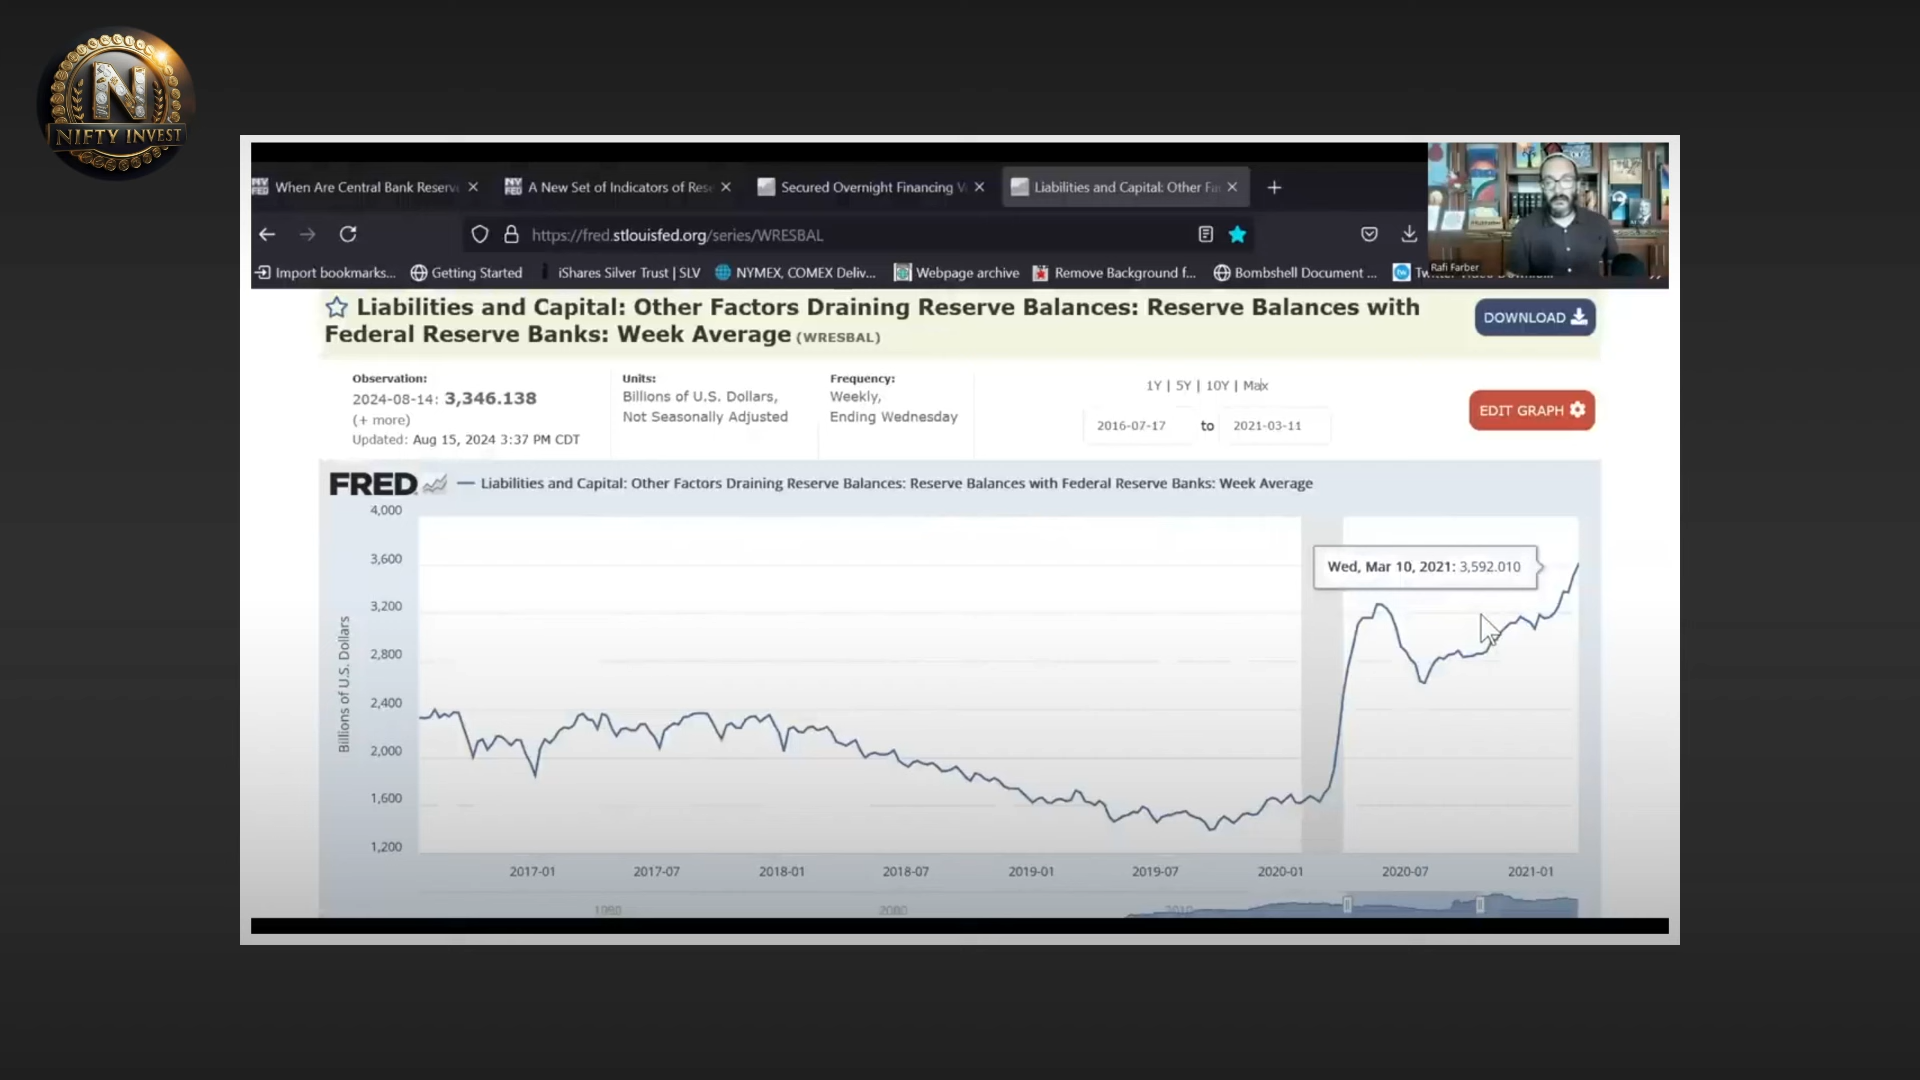 N
NIFTY INVEST
When Are Central Bank Reserv
A New Set of Indicators of Rese
Secured Overnight Financing V
Liabilities and Capital: Other Fa
https://fred.stlouisfed.org/series/WRESBAL
Import bookmarks...
Getting Started
iShares Silver Trust | SLV
NYMEX, COMEX Deliv...
Webpage archive
Remove Background f...
Bombshell Document ...
Rafi Farber
Liabilities and Capital: Other Factors Draining Reserve Balances: Reserve Balances with
Federal Reserve Banks: Week Average (WRESBAL)
DOWNLOAD
Observation:
2024-08-14: 3,346.138
(+ more)
Updated: Aug 15, 2024 3:37 PM CDT
Units:
Billions of U.S. Dollars,
Not Seasonally Adjusted
Frequency:
Weekly,
Ending Wednesday
1Y | 5Y | 10Y | Max
2016-07-17 to 2021-03-11
EDIT GRAPH
FRED
Liabilities and Capital: Other Factors Draining Reserve Balances: Reserve Balances with Federal Reserve Banks: Week Average
4,000
3,600
3,200
2,800
2,400
2,000
1,600
1,200
Billions of U.S. Dollars
Wed, Mar 10, 2021: 3,592.010
2017-01
2017-07
2018-01
2018-07
2019-01
2019-07
2020-01
2020-07
2021-01
1990
2000
2010